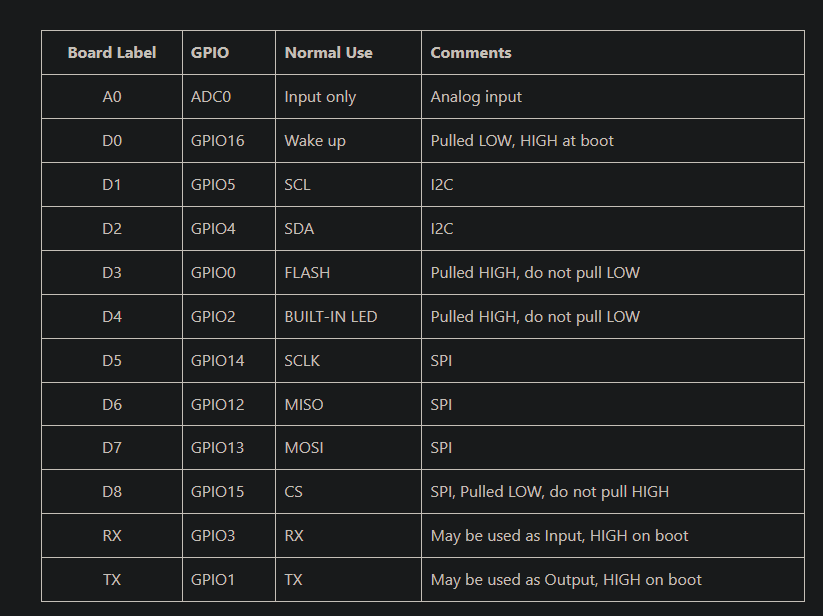 Board Label GPIO Normal Use Comments
A0 ADC0 Input only Analog input
D0 GPIO16 Wake up Pulled LOW, HIGH at boot
D1 GPIO5 SCL I2C
D2 GPIO4 SDA I2C
D3 GPIO0 FLASH Pulled HIGH, do not pull LOW
D4 GPIO2 BUILT-IN LED Pulled HIGH, do not pull LOW
D5 GPIO14 SCLK SPI
D6 GPIO12 MISO SPI
D7 GPIO13 MOSI SPI
D8 GPIO15 CS SPI, Pulled LOW, do not pull HIGH
RX GPIO3 RX May be used as Input, HIGH on boot
TX GPIO1 TX May be used as Output, HIGH on boot